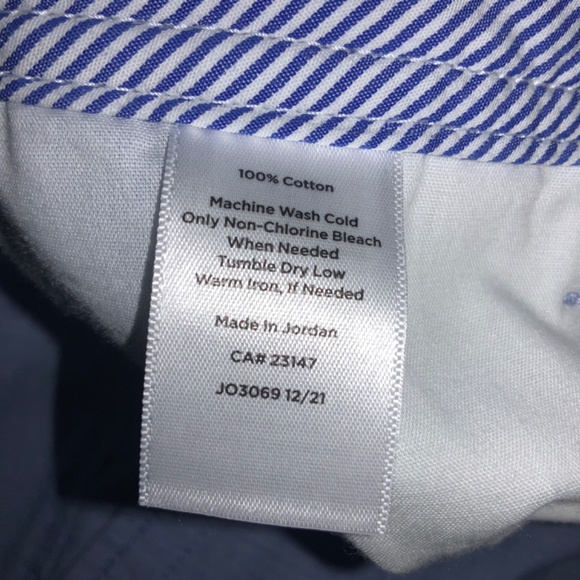 100% Cotton
Machine Wash Cold
Only Non-Chlorine Bleach
When Needed
Tumble Dry Low
Warm Iron, If Needed
Made In Jordan
CA# 23147
JO3069 12/21